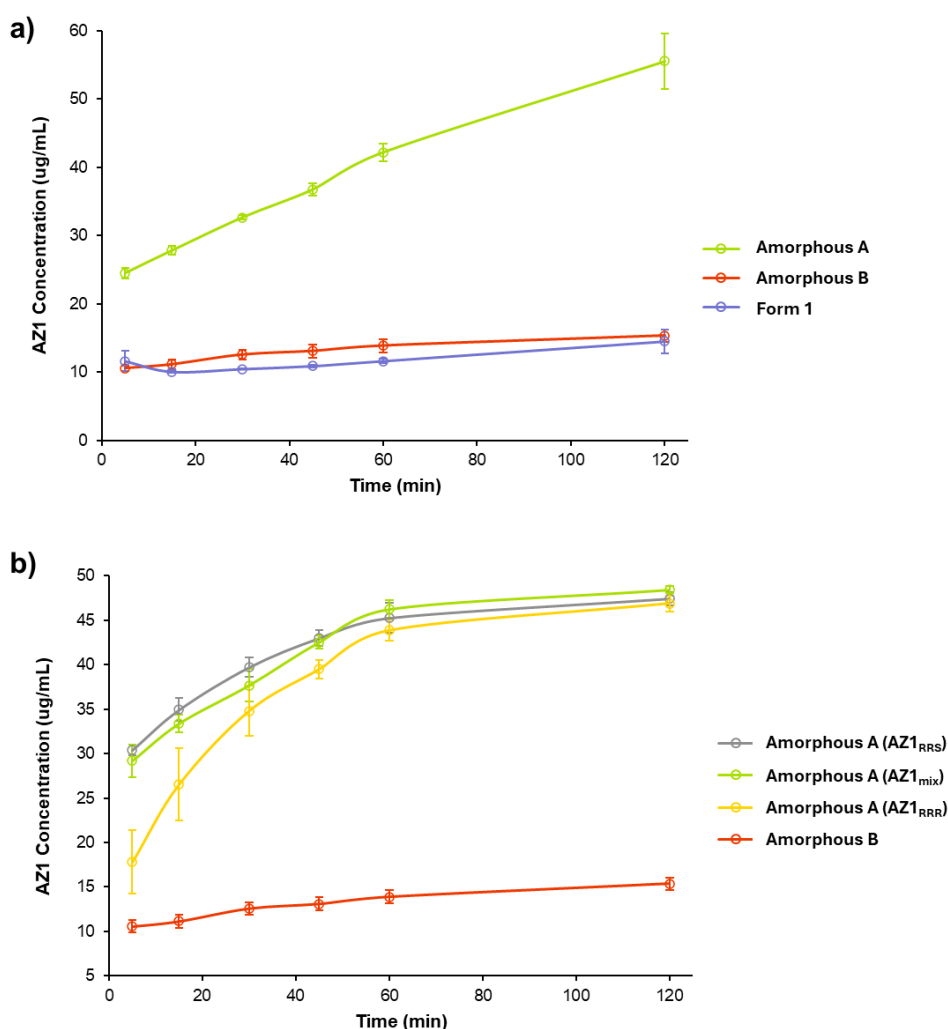 a)
60
50
40
30
20
10
0
AZ1 Concentration (ug/mL)
0 20 40 60 80 100 120
Time (min)
Amorphous A
Amorphous B
Form 1
b)
50
45
40
35
30
25
20
15
10
5
AZ1 Concentration (ug/mL)
0 20 40 60 80 100 120
Time (min)
Amorphous A (AZ1RRS)
Amorphous A (AZ1mix)
Amorphous A (AZ1RRR)
Amorphous B